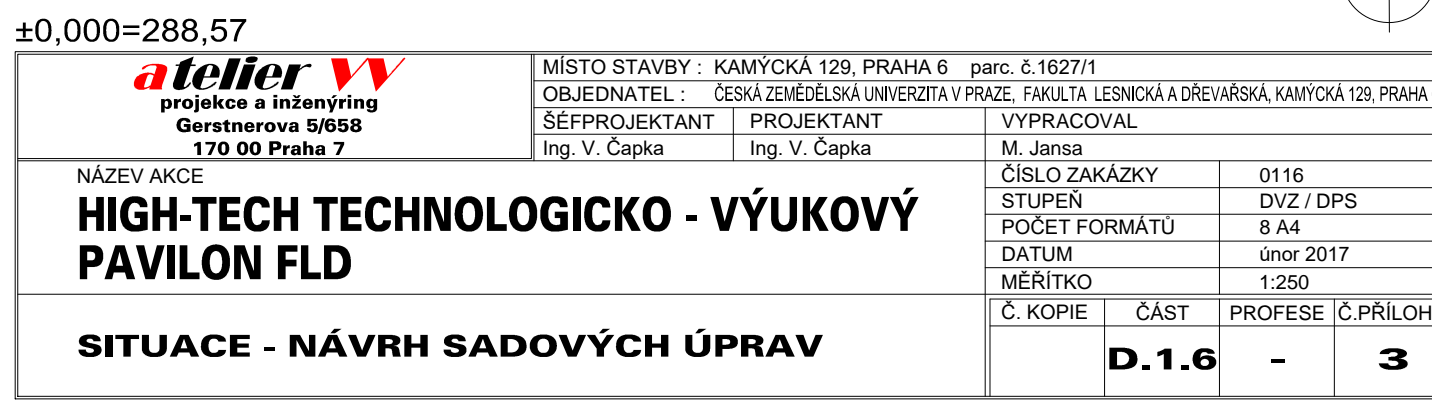 ±0,000=288,57
atelier VV
projekce a inženýring
Gerstnerova 5/658
170 00 Praha 7
MÍSTO STAVBY : KAMÝCKÁ 129, PRAHA 6 parc. č.1627/1
OBJEDNATEL : ČESKÁ ZEMĚDĚLSKÁ UNIVERZITA V PRAZE, FAKULTA LESNICKÁ A DŘEVAŘSKÁ, KAMÝCKÁ 129, PRAHA
ŠÉFPROJEKTANT PROJEKTANT VYPRACOVAL
Ing. V. Čapka Ing. V. Čapka M. Jansa
NÁZEV AKCE
HIGH-TECH TECHNOLOGICKO - VÝUKOVÝ
PAVILON FLD
ČÍSLO ZAKÁZKY 0116
STUPEŇ DVZ / DPS
POČET FORMÁTŮ 8 A4
DATUM únor 2017
MĚŘÍTKO 1:250
SITUACE - NÁVRH SADOVÝCH ÚPRAV
Č. KOPIE ČÁST PROFESE Č.PŘÍLOH
D.1.6 - 3